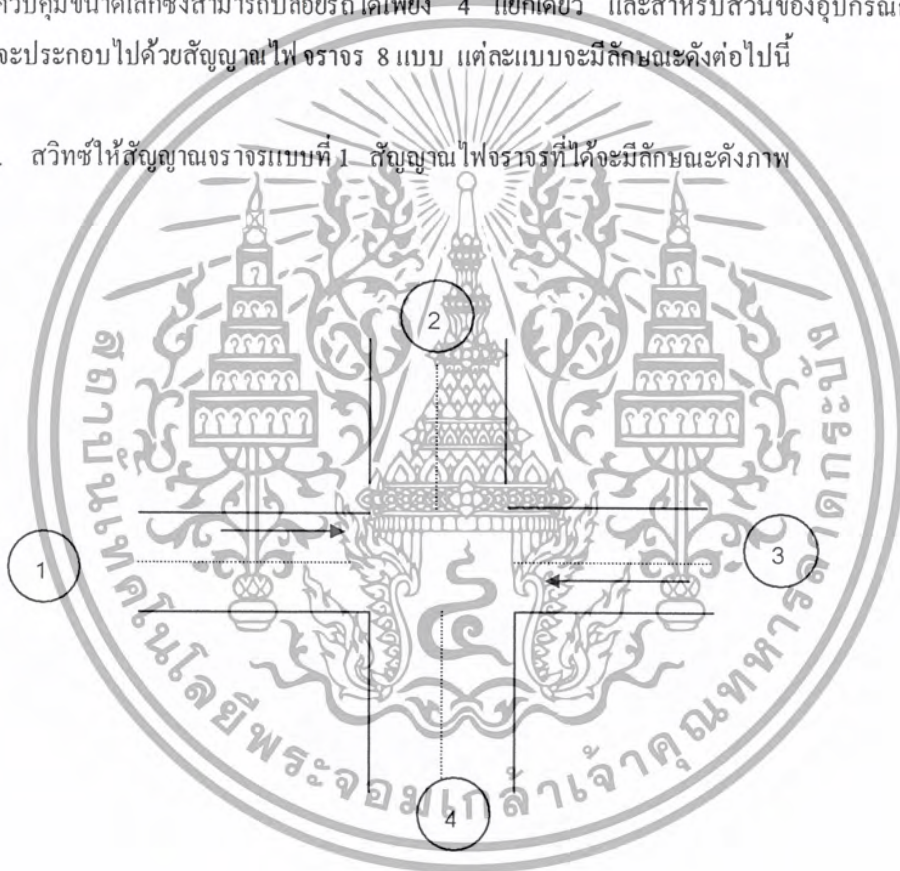 ควบคุมขนาดเล็กซึ่งสามารถปล่อยรถได้เพียง 4 แยกเดียว และสำหรับส่วนของอุปกรณ์
จะประกอบไปด้วยสัญญาณไฟจราจร 8 แบบ แต่ละแบบจะมีลักษณะดังต่อไปนี้
สวิทซ์ให้สัญญาณจราจรแบบที่ 1 สัญญาณไฟจราจรที่ได้จะมีลักษณะดังภาพ
2
1
3
4
สถาบันเทคโนโลยีพระจอมเกล้าเจ้าคุณทหารลาดกระบัง